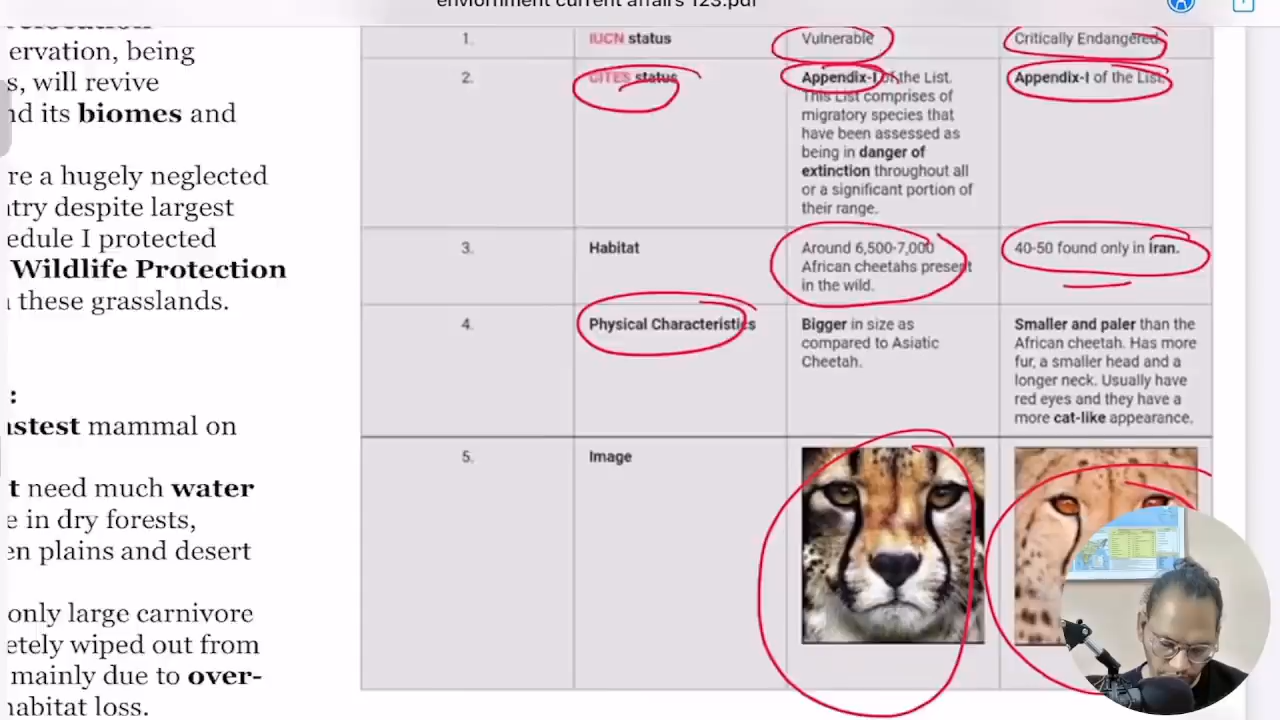 enviornment current affairs 123.pdf
ervation, being
s, will revive
nd its biomes and
re a hugely neglected
ntry despite largest
edule I protected
Wildlife Protection
these grasslands.
:
astest mammal on
t need much water
e in dry forests,
en plains and desert
only large carnivore
etely wiped out from
mainly due to over-
habitat loss.
1. IUCN status Vulnerable Critically Endangered
2. CITES status Appendix-I of the List. Appendix-I of the List.
This List comprises of
migratory species that
have been assessed as
being in danger of
extinction throughout all
or a significant portion of
their range.
3. Habitat Around 6,500-7,000 40-50 found only in Iran.
African cheetahs present
in the wild.
4. Physical Characteristics Bigger in size as Smaller and paler than the
compared to Asiatic African cheetah. Has more
Cheetah. fur, a smaller head and a
longer neck. Usually have
red eyes and they have a
more cat-like appearance.
5. Image